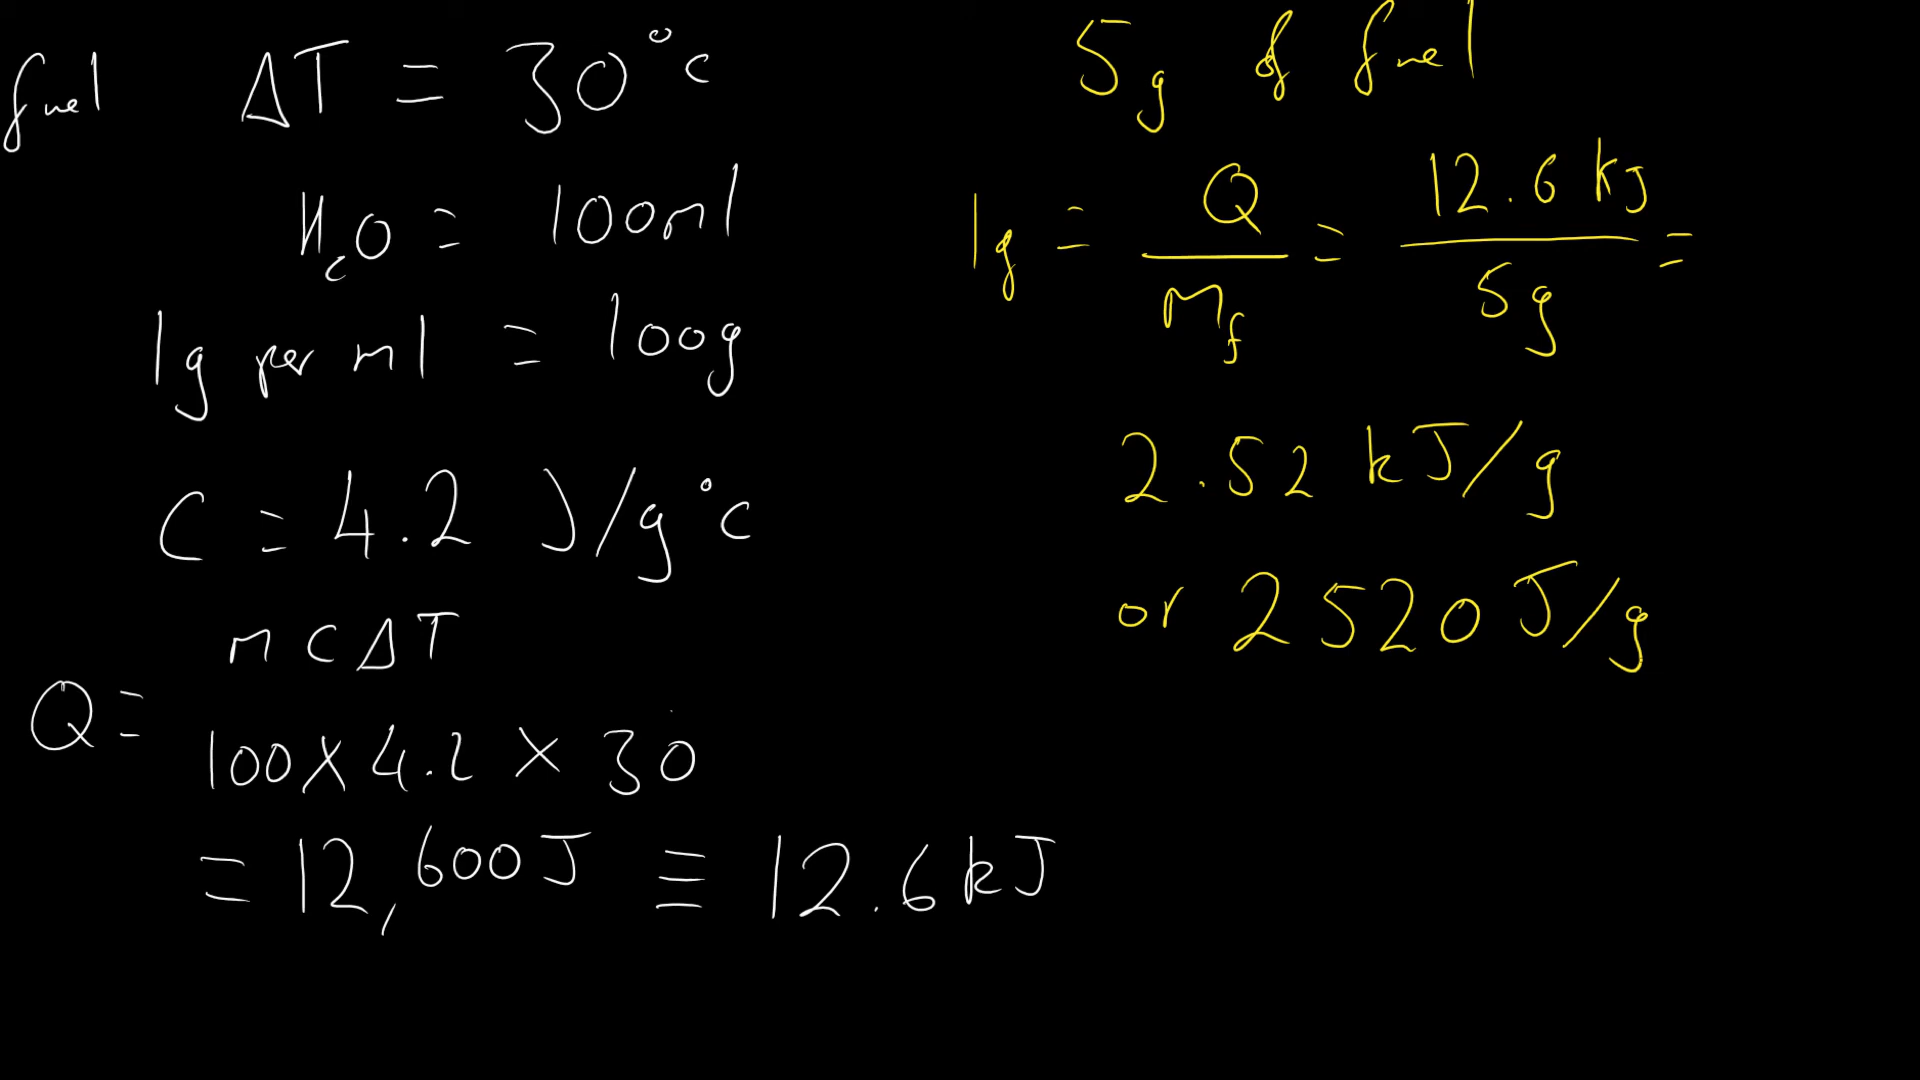 fuel ΔT = 30°c
H₂O = 100ml
1g per ml = 100g
C = 4.2 J/g°c
mCΔT
Q =
100 X 4.2 X 30
= 12,600J ≡ 12.6kJ
5g of fuel
1g = Q/Mf = 12.6 kJ/5g =
2.52 kJ/g
or 2520 J/g